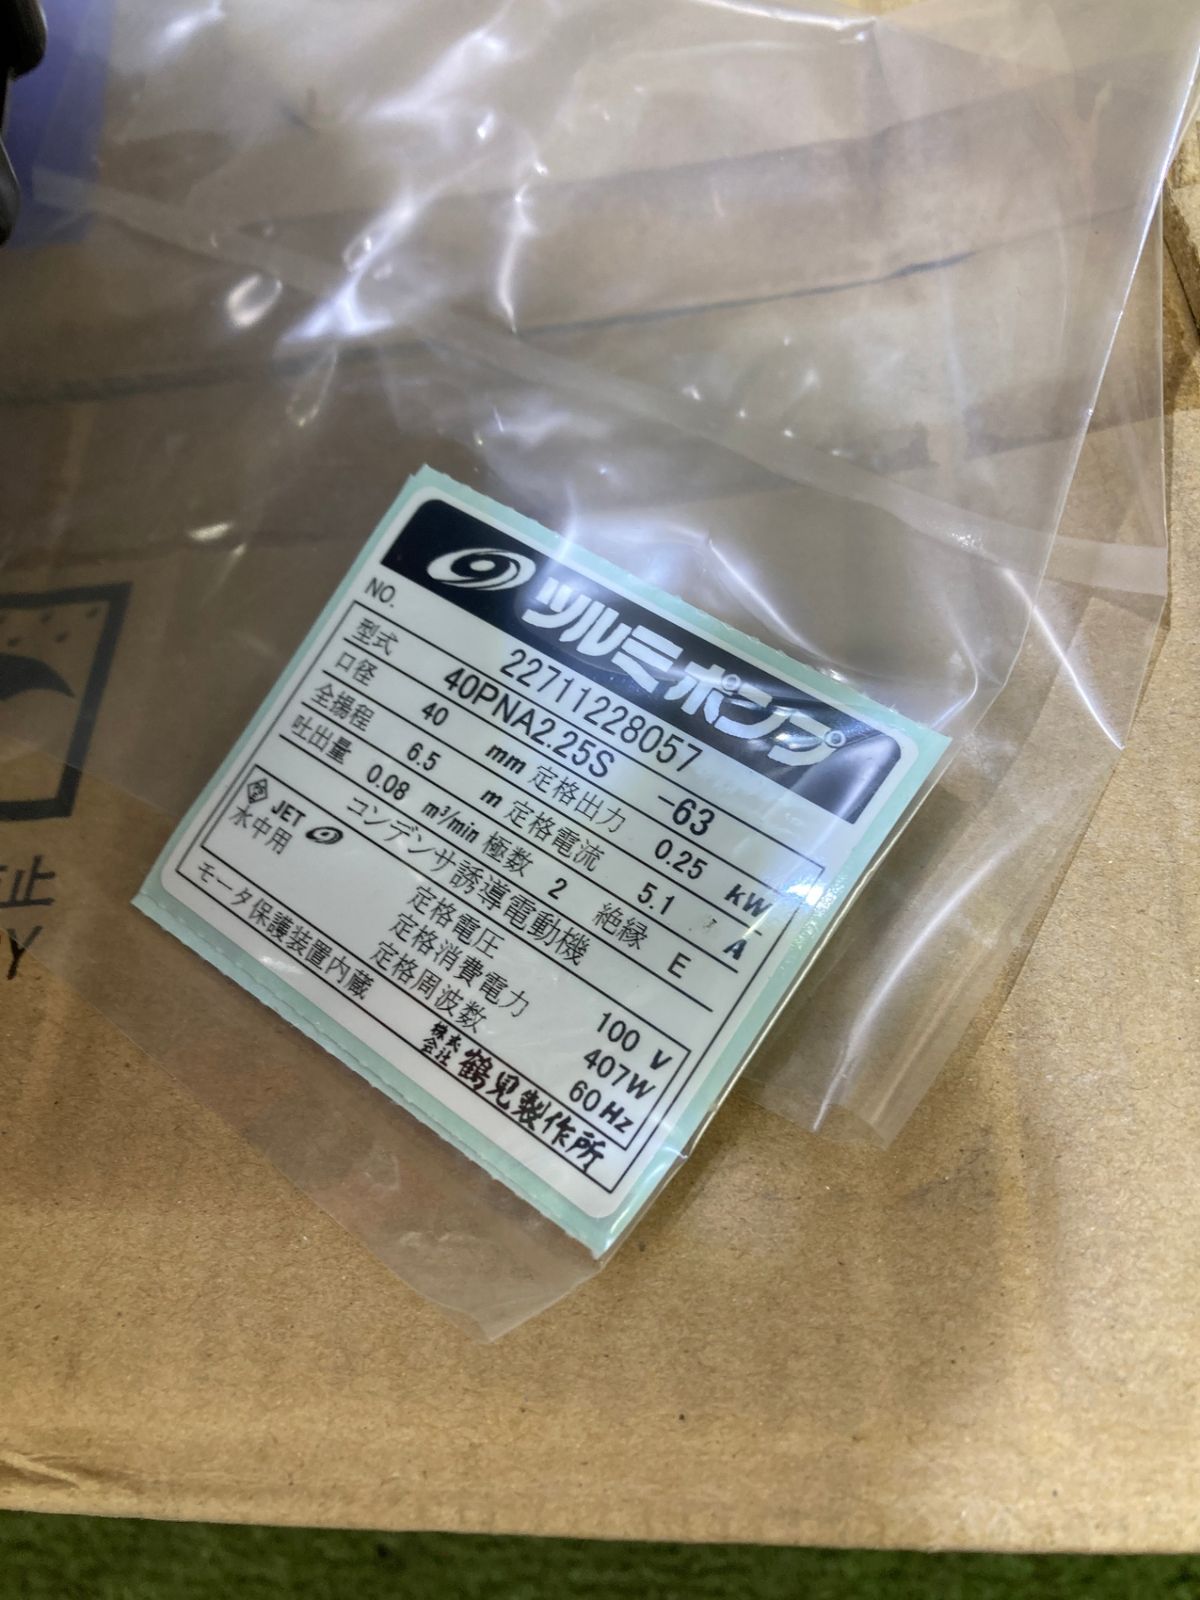 ツルミポンプ
NO. 22711228057
型式 40PNA2.25S -63
口径 40 mm 定格出力 0.25 kW
全揚程 6.5 m 定格電流 5.1 A
吐出量 0.08 m³/min 極数 2 絶縁 E
コンデンサ誘導電動機
JET
水中用
定格電圧 100 V
定格消費電力 407W
定格周波数 60Hz
モータ保護装置内蔵
株式会社 鶴見製作所
止
Y